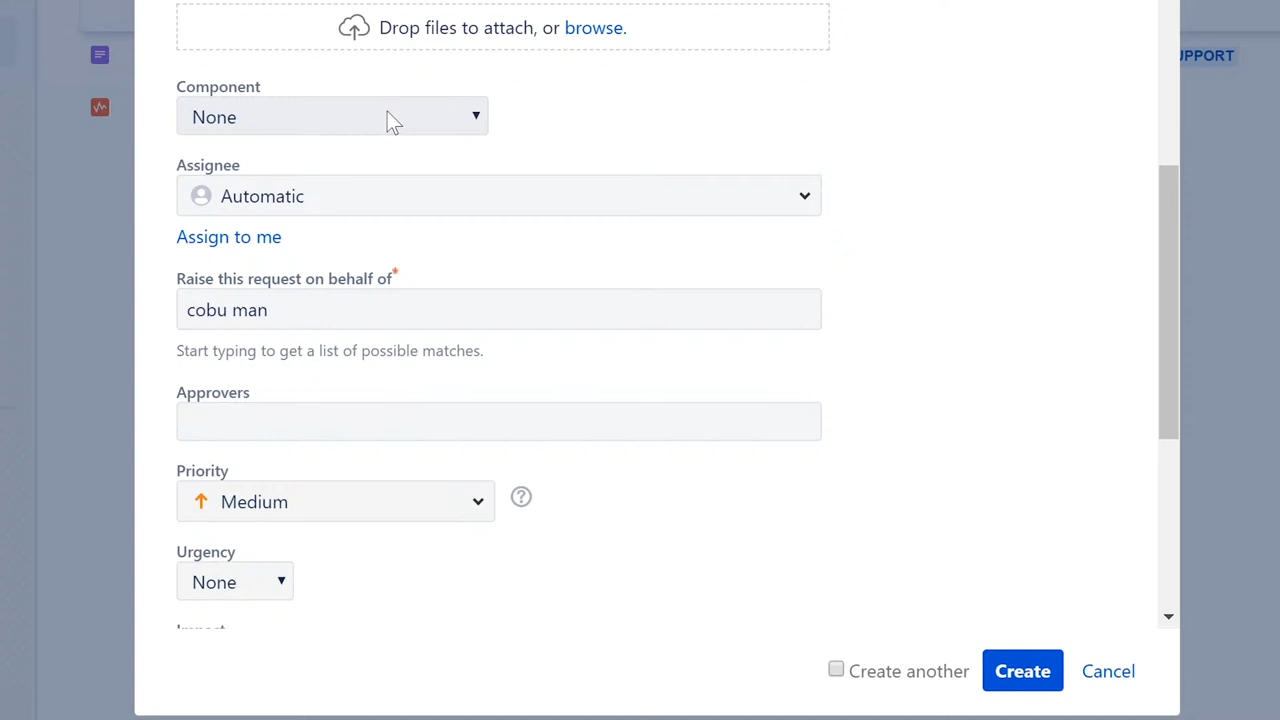 Drop files to attach, or browse.
UPPORT
Component
None
Assignee
Automatic
Assign to me
Raise this request on behalf of*
cobu man
Start typing to get a list of possible matches.
Approvers
Priority
Medium
Urgency
None
Impact
Create another
Create
Cancel